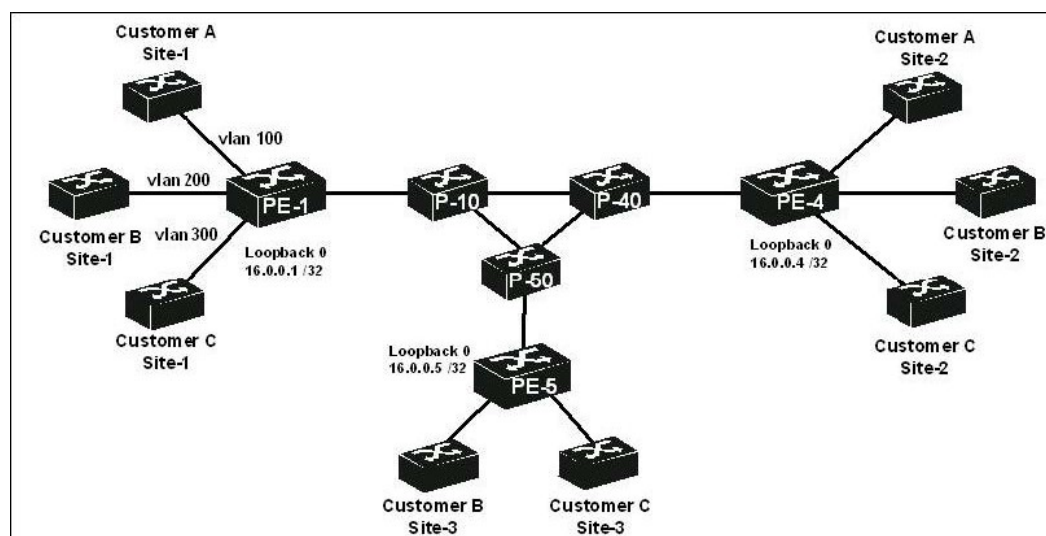 Customer A
Site-1
Customer A
Site-2
vlan 100
vlan 200
PE-1
P-10
P-40
PE-4
Customer B
Site-1
vlan 300
Loopback 0
16.0.0.1 /32
Loopback 0
16.0.0.4 /32
Customer B
Site-2
P-50
Customer C
Site-1
Loopback 0
16.0.0.5 /32
PE-5
Customer C
Site-2
Customer B
Site-3
Customer C
Site-3